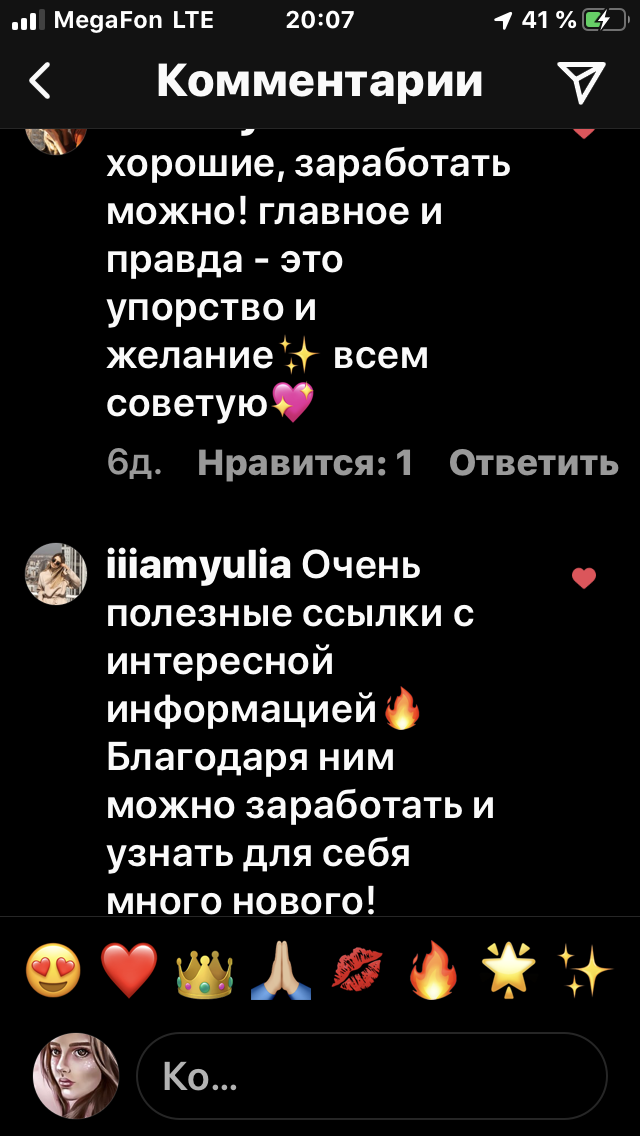 MegaFon LTE 20:07 41 %
Комментарии
хорошие, заработать
можно! главное и
правда - это
упорство и
желание✨ всем
советую💖
6д. Нравится: 1 Ответить
iiiamyulia Очень
полезные ссылки с
интересной
информацией🔥
Благодаря ним
можно заработать и
узнать для себя
много нового!
Ко...